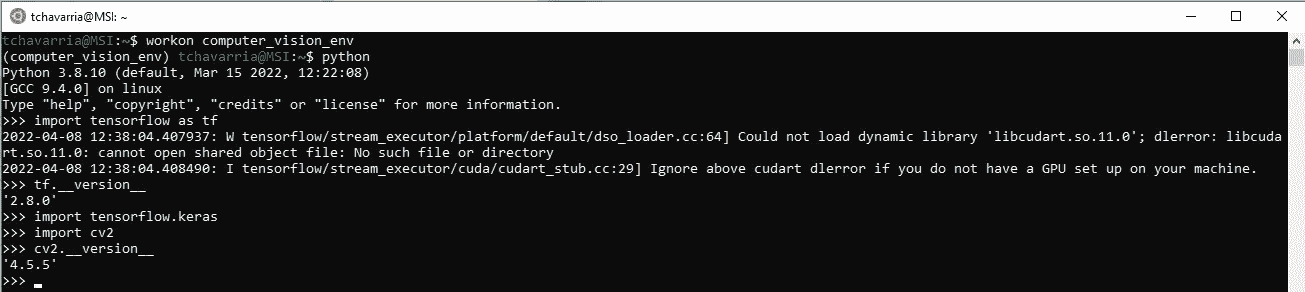 tchavarria@MSI: ~
tchavarria@MSI:~$ workon computer_vision_env
(computer_vision_env) tchavarria@MSI:~$ python
Python 3.8.10 (default, Mar 15 2022, 12:22:08)
[GCC 9.4.0] on linux
Type "help", "copyright", "credits" or "license" for more information.
>>> import tensorflow as tf
2022-04-08 12:38:04.407937: W tensorflow/stream_executor/platform/default/dso_loader.cc:64] Could not load dynamic library 'libcudart.so.11.0'; dlerror: libcuda
rt.so.11.0: cannot open shared object file: No such file or directory
2022-04-08 12:38:04.408490: I tensorflow/stream_executor/cuda/cudart_stub.cc:29] Ignore above cudart dlerror if you do not have a GPU set up on your machine.
>>> tf.__version__
'2.8.0'
>>> import tensorflow.keras
>>> import cv2
>>> cv2.__version__
'4.5.5'
>>>